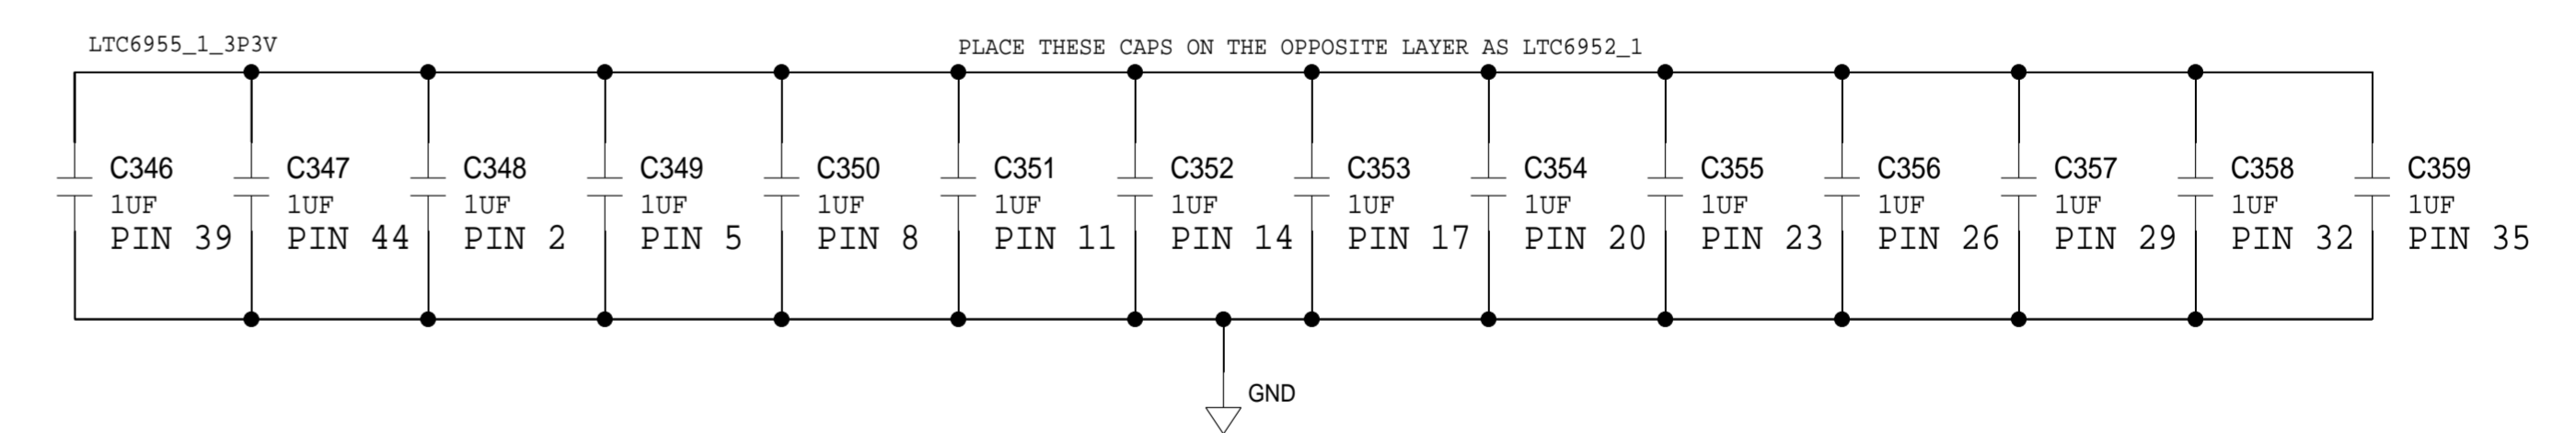 LTC6955_1_3P3V
PLACE THESE CAPS ON THE OPPOSITE LAYER AS LTC6952_1
C346
1UF
PIN 39
C347
1UF
PIN 44
C348
1UF
PIN 2
C349
1UF
PIN 5
C350
1UF
PIN 8
C351
1UF
PIN 11
C352
1UF
PIN 14
C353
1UF
PIN 17
C354
1UF
PIN 20
C355
1UF
PIN 23
C356
1UF
PIN 26
C357
1UF
PIN 29
C358
1UF
PIN 32
C359
1UF
PIN 35
GND